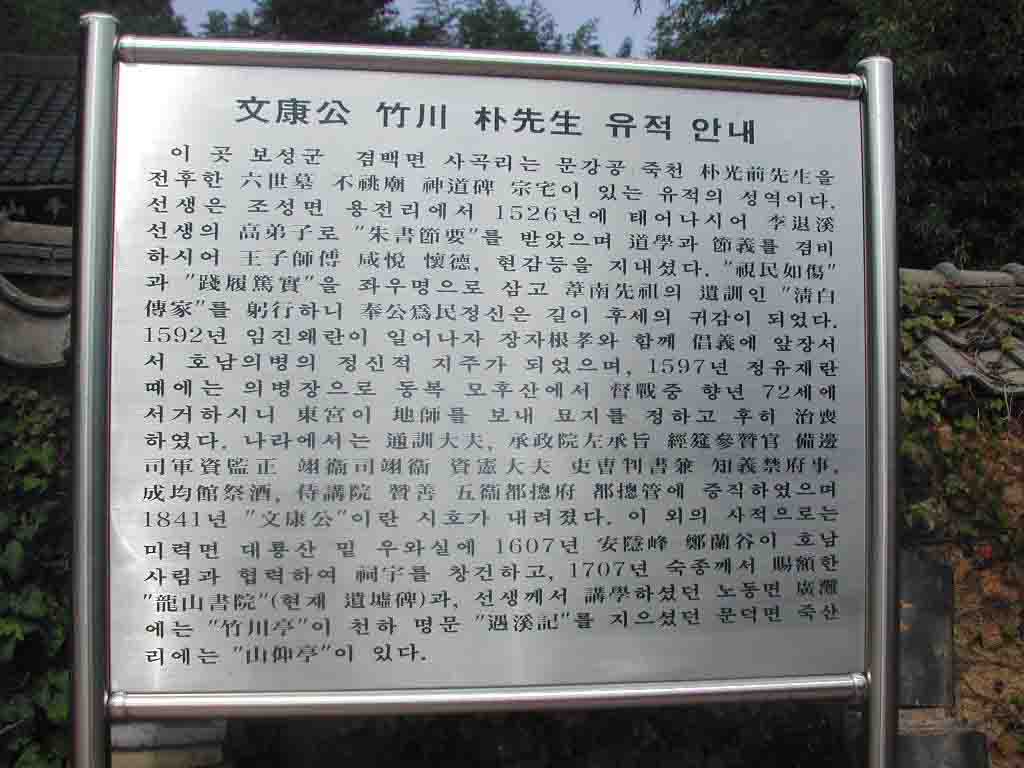 文康公 竹川 朴先生 유적 안내
이 곳 보성군 겸백면 사곡리는 문강공 죽천 朴光前先生을
전후한 六世墓 不祧廟 神道碑 宗宅이 있는 유적의 성역이다.
선생은 조성면 용전리에서 1526년에 태어나시어 李退溪
선생의 高弟子로 "朱書節要"를 받았으며 道學과 節義를 겸비
하시어 王子師傅 咸悅 懷德, 현감등을 지내셨다. "視民如傷"
과 "踐履篤實"을 좌우명으로 삼고 葦南先祖의 遺訓인 "淸白
傳家"를 躬行하니 奉公爲民정신은 길이 후세의 귀감이 되었다.
1592년 임진왜란이 일어나자 장자根孝와 함께 倡義에 앞장서
서 호남의병의 정신적 지주가 되었으며, 1597년 정유재란
때에는 의병장으로 동복 모후산에서 督戰중 향년 72세에
서거하시니 東宮이 地師를 보내 묘지를 정하고 후히 治喪
하였다. 나라에서는 通訓大夫, 承政院左承旨 經筵參贊官 備邊
司軍資監正 翊衛司翊衛 資憲大夫 吏曹判書兼 知義禁府事,
成均館祭酒, 侍講院 贊善 五衛都摠府 都摠管에 증직하였으며
1841년 "文康公"이란 시호가 내려졌다. 이 외의 사적으로는
미력면 대룡산 밑 우와실에 1607년 安隱峰 鄭蘭谷이 호남
사림과 협력하여 祠宇를 창건하고, 1707년 숙종께서 賜額한
"龍山書院"(현재 遺墟碑)과, 선생께서 講學하셨던 노동면 廣灘
에는 "竹川亭"이 천하 명문 "遇溪記"를 지으셨던 문덕면 죽산
리에는 "山仰亭"이 있다.